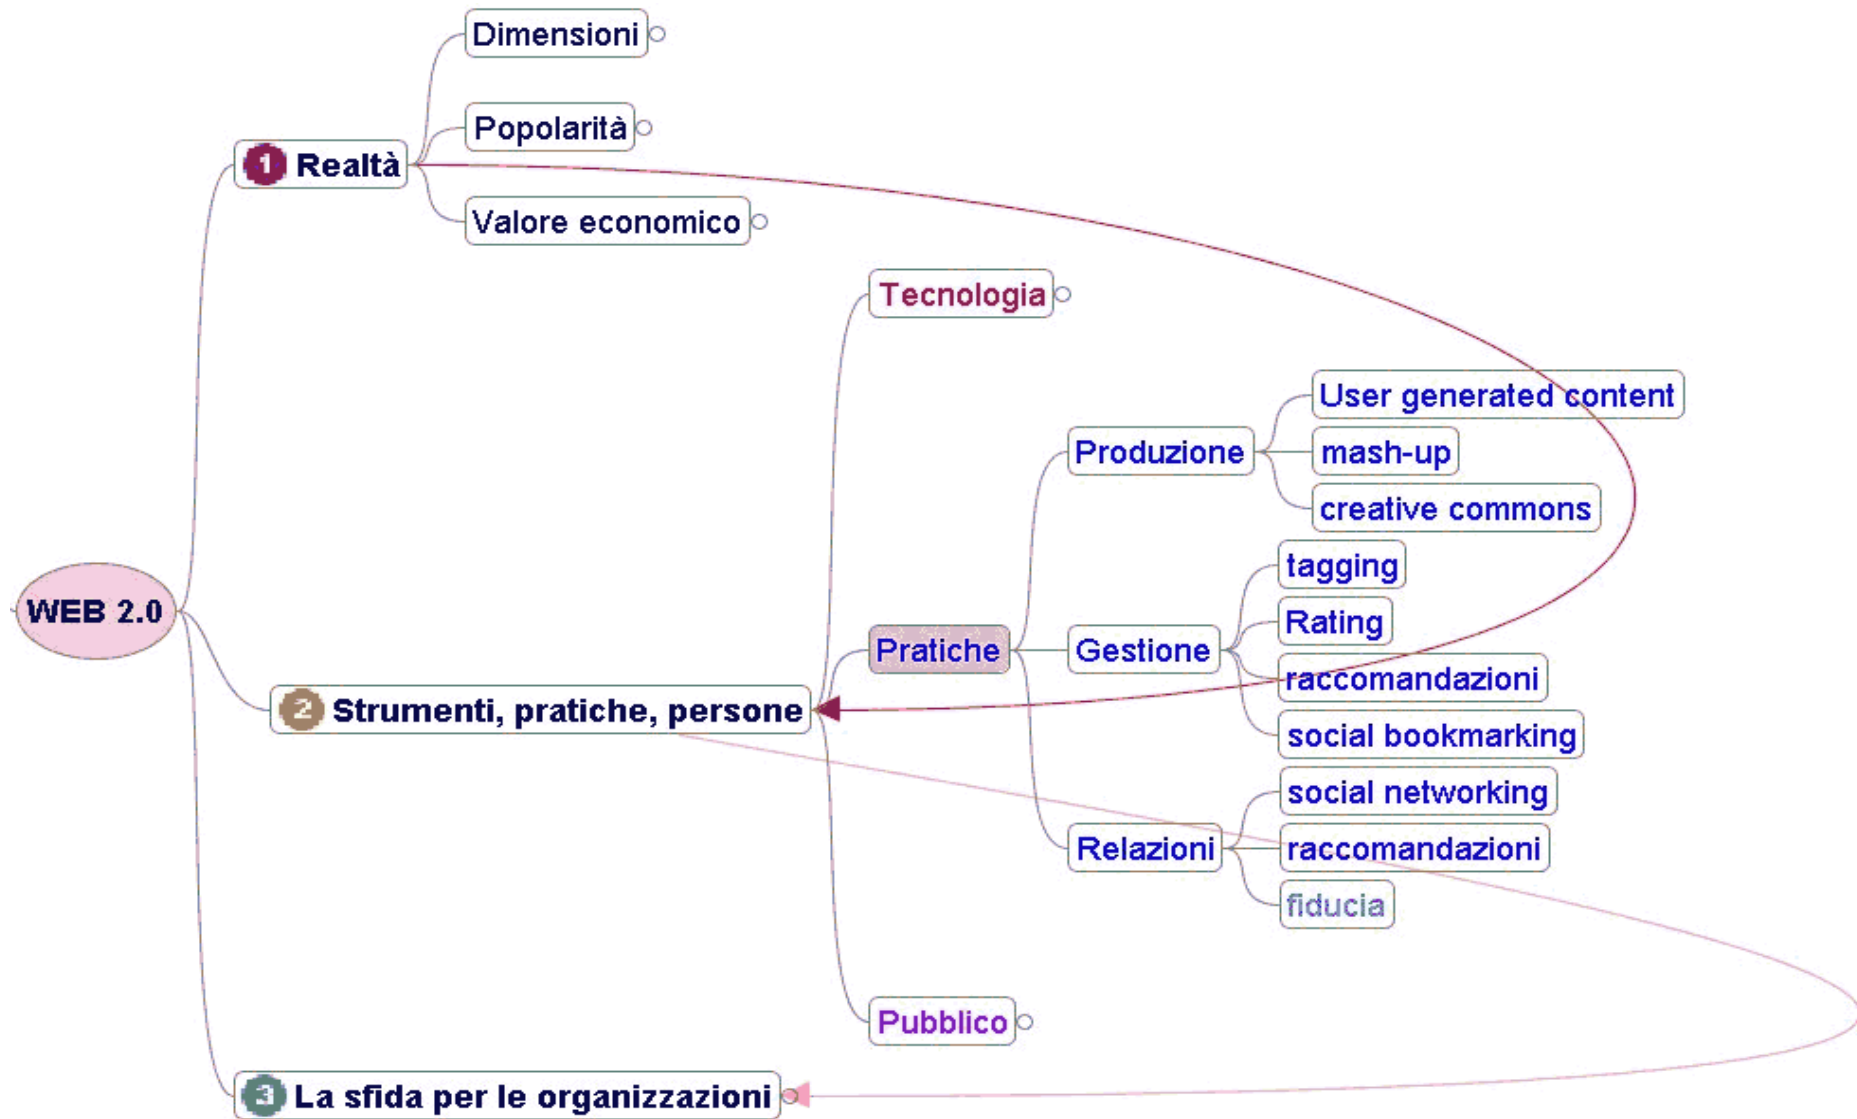 Dimensioni
Popolarità
1 Realtà
Valore economico
Tecnologia
User generated content
Produzione
mash-up
creative commons
tagging
WEB 2.0
Rating
Pratiche
Gestione
raccomandazioni
2 Strumenti, pratiche, persone
social bookmarking
social networking
Relazioni
raccomandazioni
fiducia
Pubblico
3 La sfida per le organizzazioni